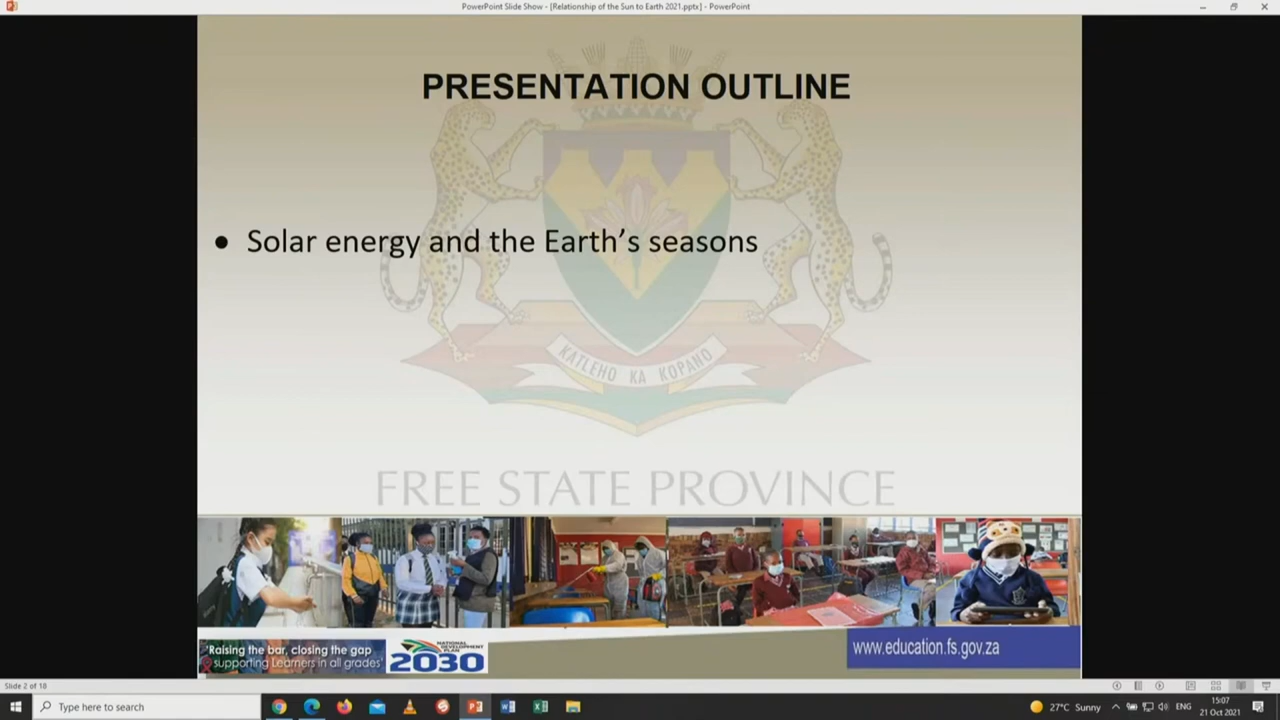 PowerPoint Slide Show - [Relationship of the Sun to Earth 2021.pptx] - PowerPoint
PRESENTATION OUTLINE
• Solar energy and the Earth's seasons
KATLEHO KA KOPANO
FREE STATE PROVINCE
'Raising the bar, closing the gap
supporting Learners in all grades'
NATIONAL
DEVELOPMENT
PLAN
2030
www.education.fs.gov.za
Slide 2 of 18
Type here to search
27°C Sunny
ENG
15:07
21 Oct 2021